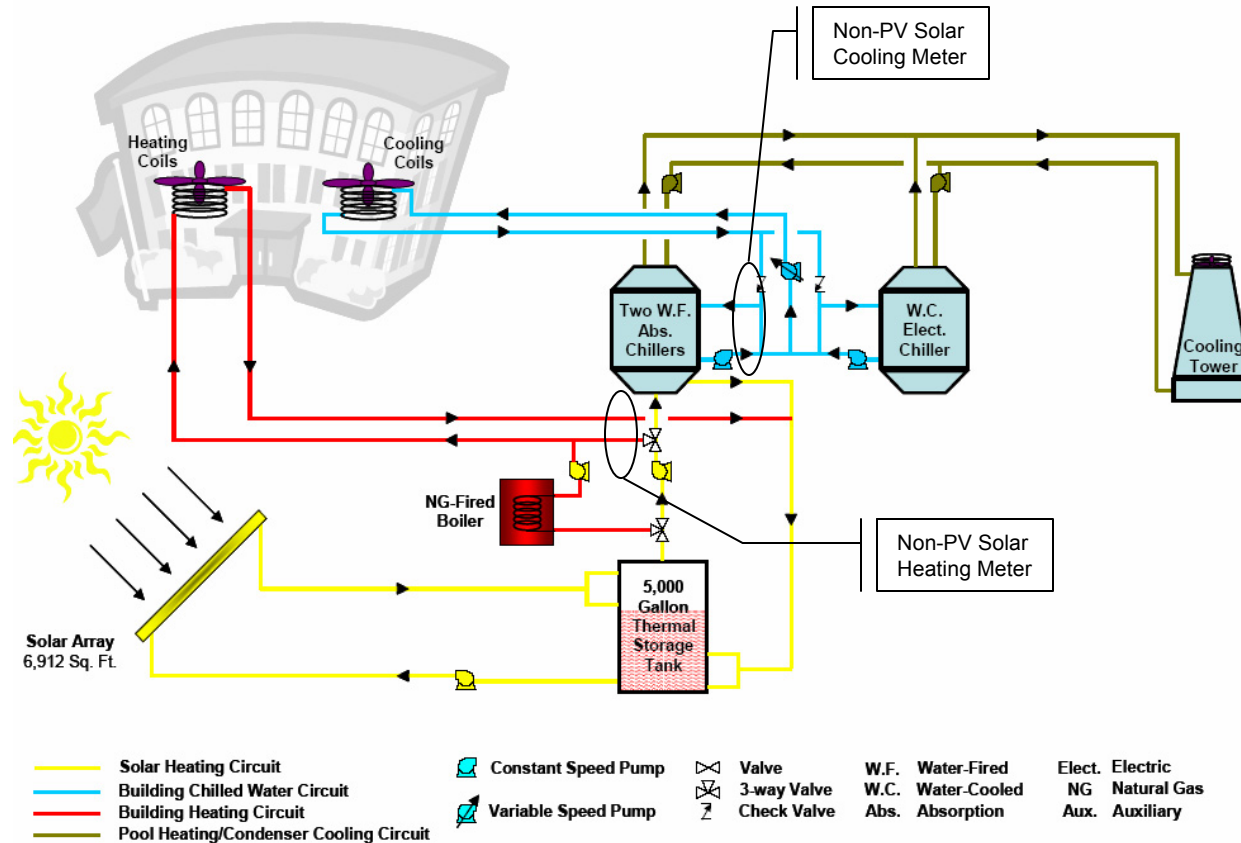 Non-PV Solar
Cooling Meter
Heating
Coils
Cooling
Coils
Two W.F.
Abs.
Chillers
W.C.
Elect.
Chiller
Cooling
Tower
NG-Fired
Boiler
Non-PV Solar
Heating Meter
5,000
Gallon
Thermal
Storage
Tank
Solar Array
6,912 Sq. Ft.
Solar Heating Circuit
Building Chilled Water Circuit
Building Heating Circuit
Pool Heating/Condenser Cooling Circuit
Constant Speed Pump
Variable Speed Pump
Valve
3-way Valve
Check Valve
W.F. Water-Fired
W.C. Water-Cooled
Abs. Absorption
Elect. Electric
NG Natural Gas
Aux. Auxiliary